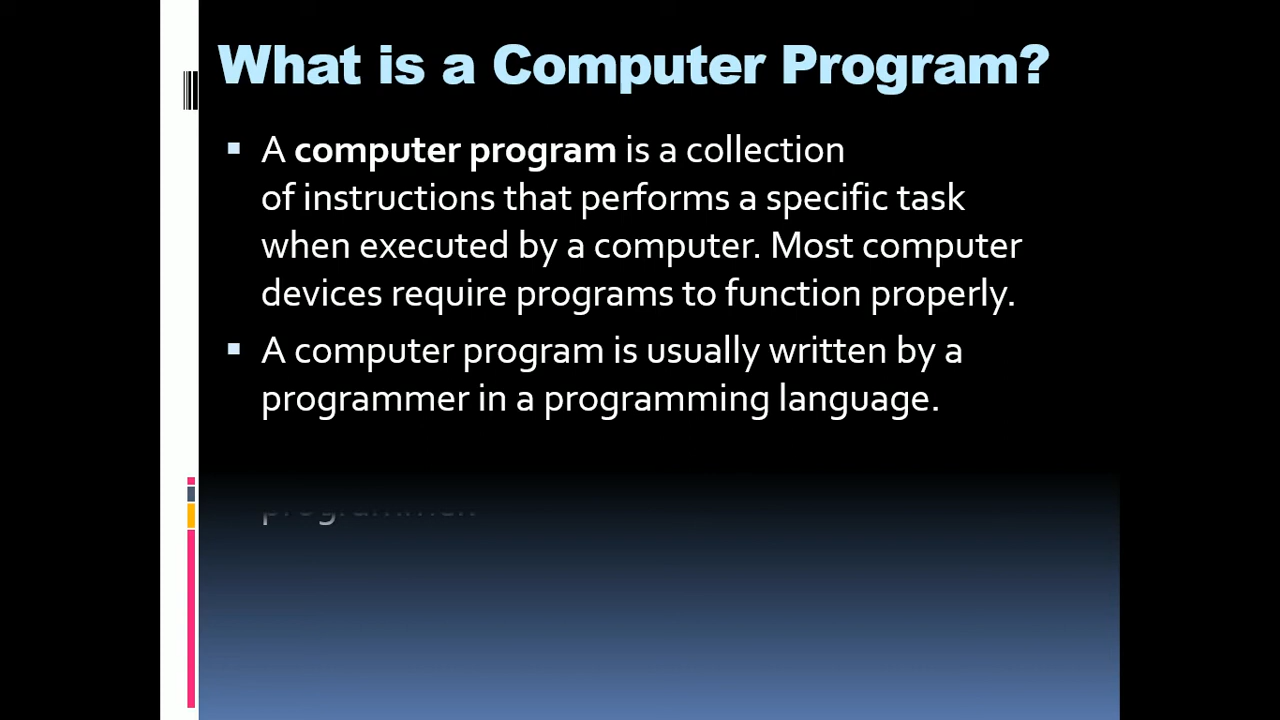 What is a Computer Program?
▪ A computer program is a collection
of instructions that performs a specific task
when executed by a computer. Most computer
devices require programs to function properly.
▪ A computer program is usually written by a
programmer in a programming language.